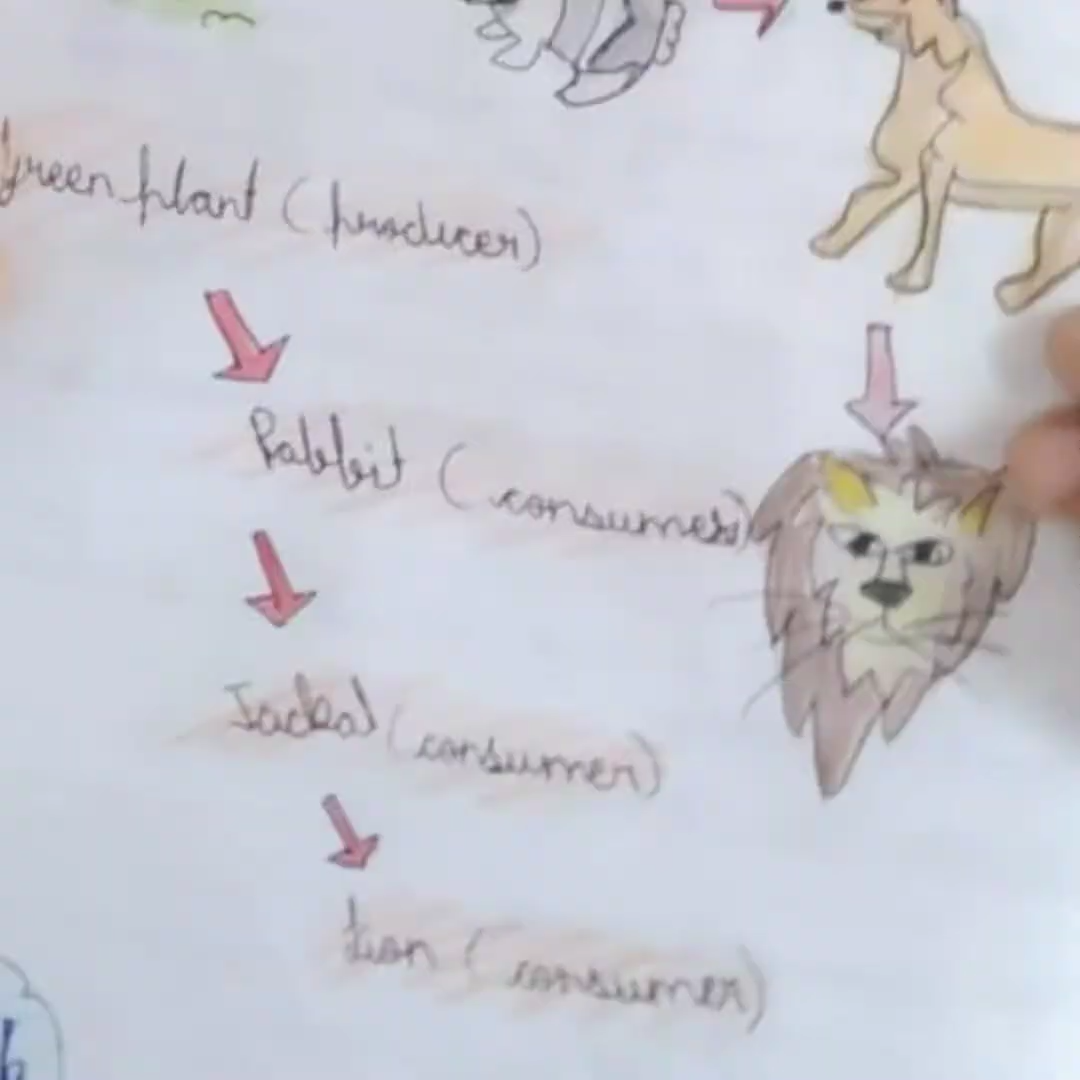 Green plant (producer)
Rabbit (consumer)
Jackal (consumer)
Lion (consumer)